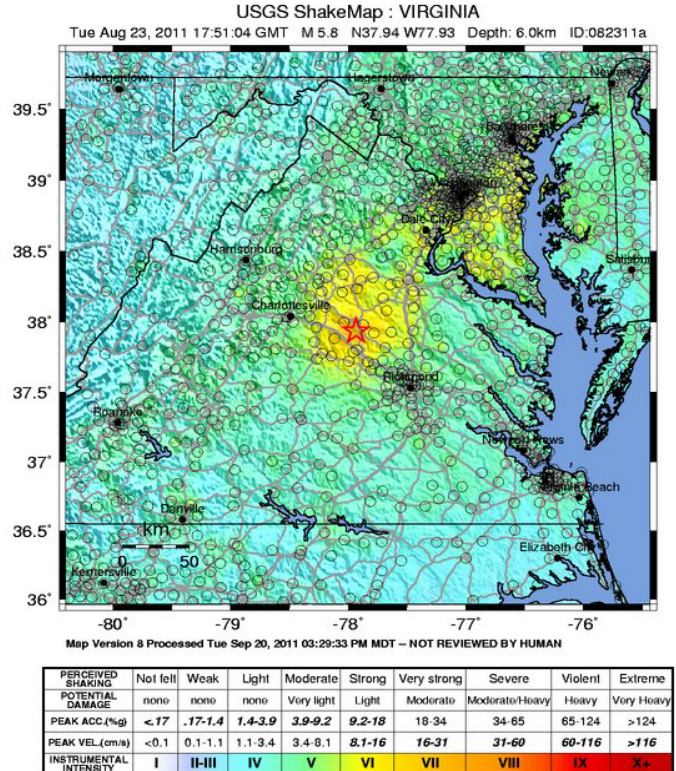 USGS ShakeMap : VIRGINIA
Tue Aug 23, 2011 17:51:04 GMT M 5.8 N37.94 W77.93 Depth: 6.0km ID:082311a
Morgantown
Hagerstown
Newark
39.5°
Baltimore
39°
Dale City
38.5°
Harrisonburg
Salisbury
Charlottesville
38°
Richmond
37.5°
Roanoke
Newport News
37°
Virginia Beach
Danville
36.5°
km
0 50
Elizabeth City
Kernersville
36°
-80° -79° -78° -77° -76°
Map Version 8 Processed Tue Sep 20, 2011 03:29:33 PM MDT -- NOT REVIEWED BY HUMAN
PERCEIVED SHAKING Not felt Weak Light Moderate Strong Very strong Severe Violent Extreme
POTENTIAL DAMAGE none none none Very light Light Moderate Moderate/Heavy Heavy Very Heavy
PEAK ACC.(%g) <.17 .17-1.4 1.4-3.9 3.9-9.2 9.2-18 18-34 34-65 65-124 >124
PEAK VEL.(cm/s) <0.1 0.1-1.1 1.1-3.4 3.4-8.1 8.1-16 16-31 31-60 60-116 >116
INSTRUMENTAL INTENSITY I II-III IV V VI VII VIII IX X+